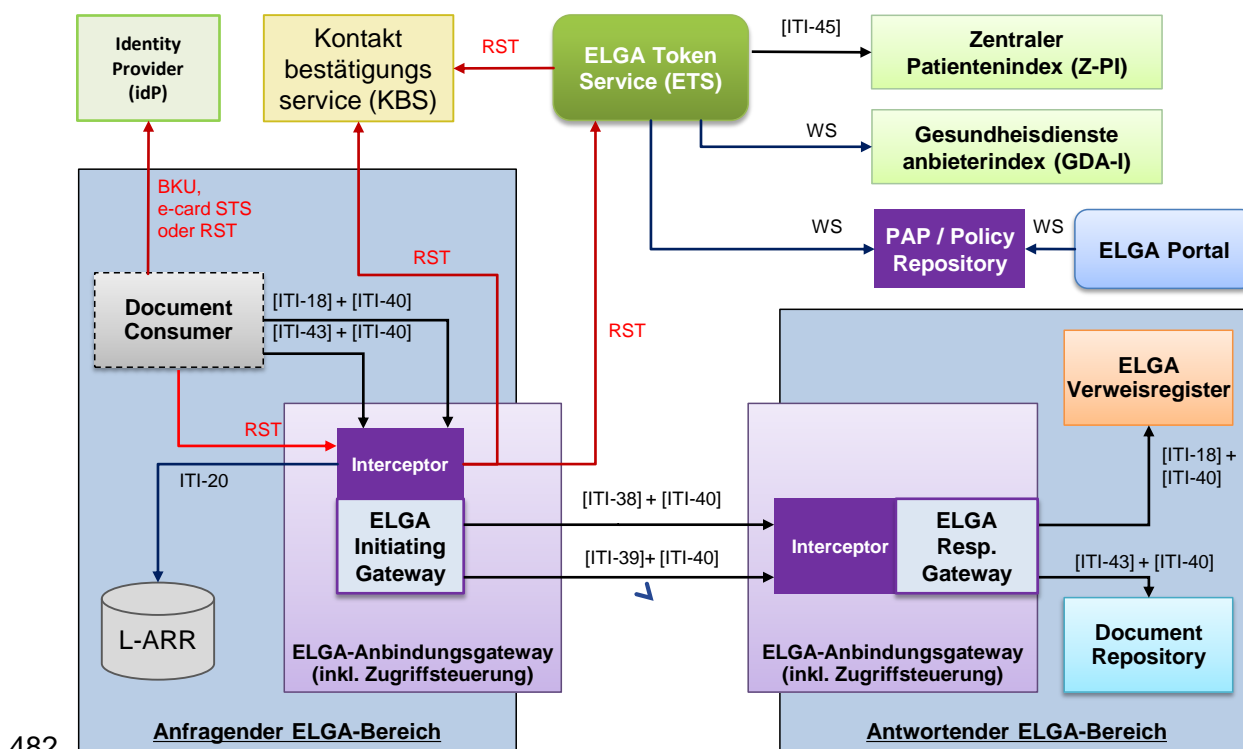 Identity
Provider
(idP)
Kontakt
bestätigungs
service (KBS)
RST
ELGA Token
Service (ETS)
[ITI-45]
Zentraler
Patientenindex (Z-PI)
WS
Gesundheisdienste
anbieterindex (GDA-I)
BKU,
e-card STS
oder RST
WS
PAP / Policy
Repository
WS
ELGA Portal
RST
RST
Document
Consumer
[ITI-18] + [ITI-40]
[ITI-43] + [ITI-40]
ELGA
Verweisregister
RST
Interceptor
ITI-20
[ITI-18] +
[ITI-40]
ELGA
Initiating
Gateway
[ITI-38] + [ITI-40]
[ITI-39]+ [ITI-40]
Interceptor
ELGA
Resp.
Gateway
[ITI-43] + [ITI-40]
L-ARR
Document
Repository
ELGA-Anbindungsgateway
(inkl. Zugriffsteuerung)
ELGA-Anbindungsgateway
(inkl. Zugriffsteuerung)
482
Anfragender ELGA-Bereich
Antwortender ELGA-Bereich